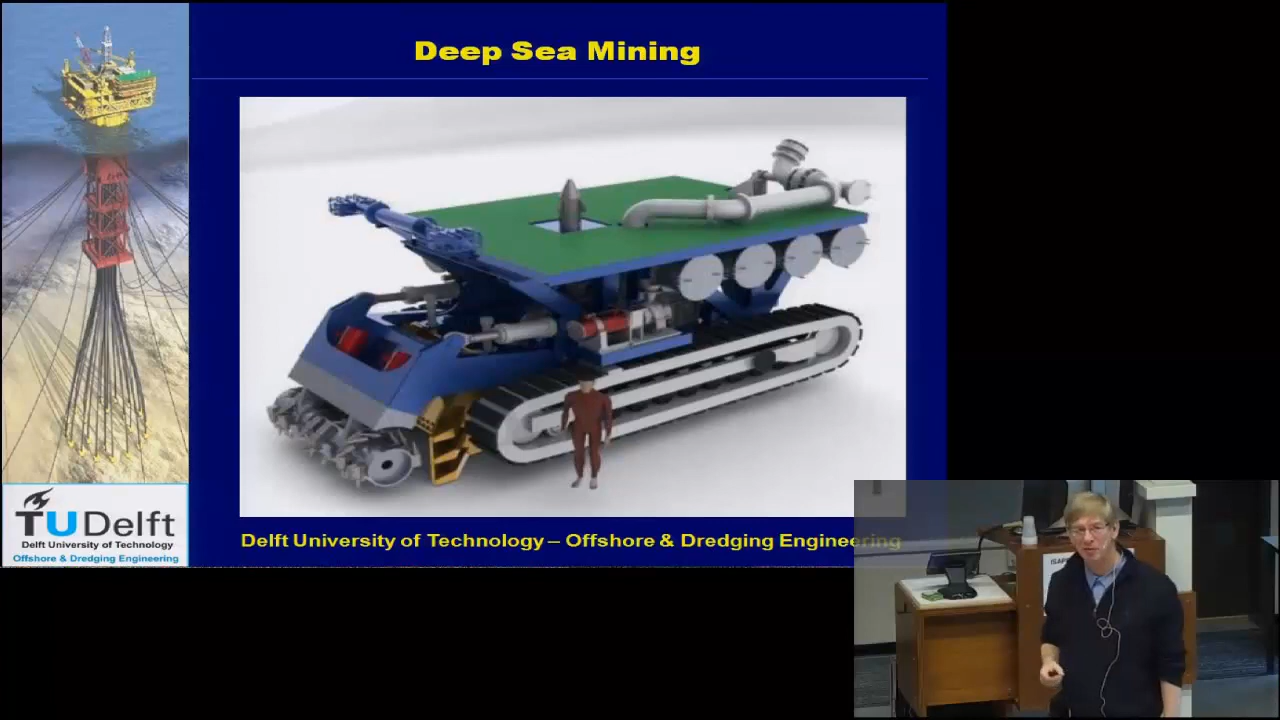 Deep Sea Mining
TU Delft
Delft University of Technology
Offshore & Dredging Engineering
Delft University of Technology – Offshore & Dredging Engineering